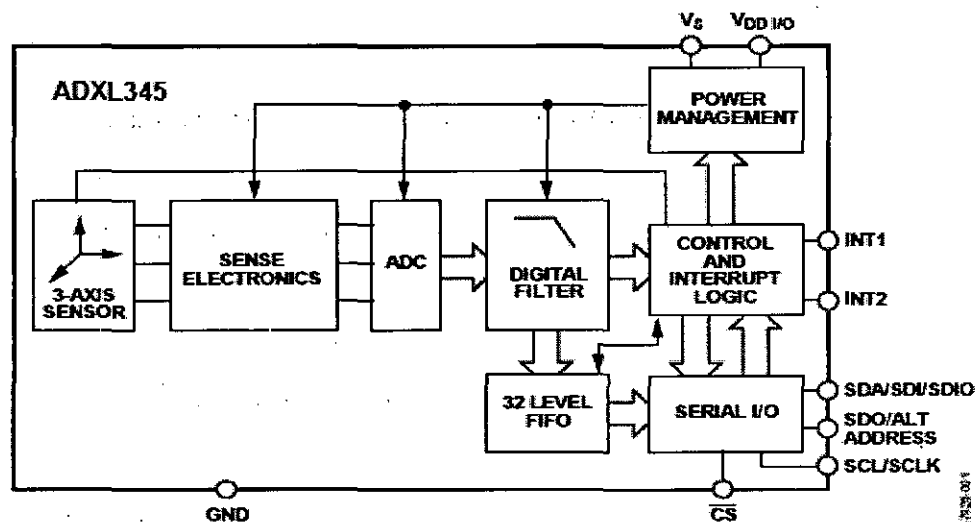 VS
VDD I/O
ADXL345
POWER
MANAGEMENT
3-AXIS
SENSOR
SENSE
ELECTRONICS
ADC
DIGITAL
FILTER
CONTROL
AND
INTERRUPT
LOGIC
INT1
INT2
32 LEVEL
FIFO
SERIAL I/O
SDA/SDI/SDIO
SDO/ALT
ADDRESS
SCL/SCLK
GND
CS